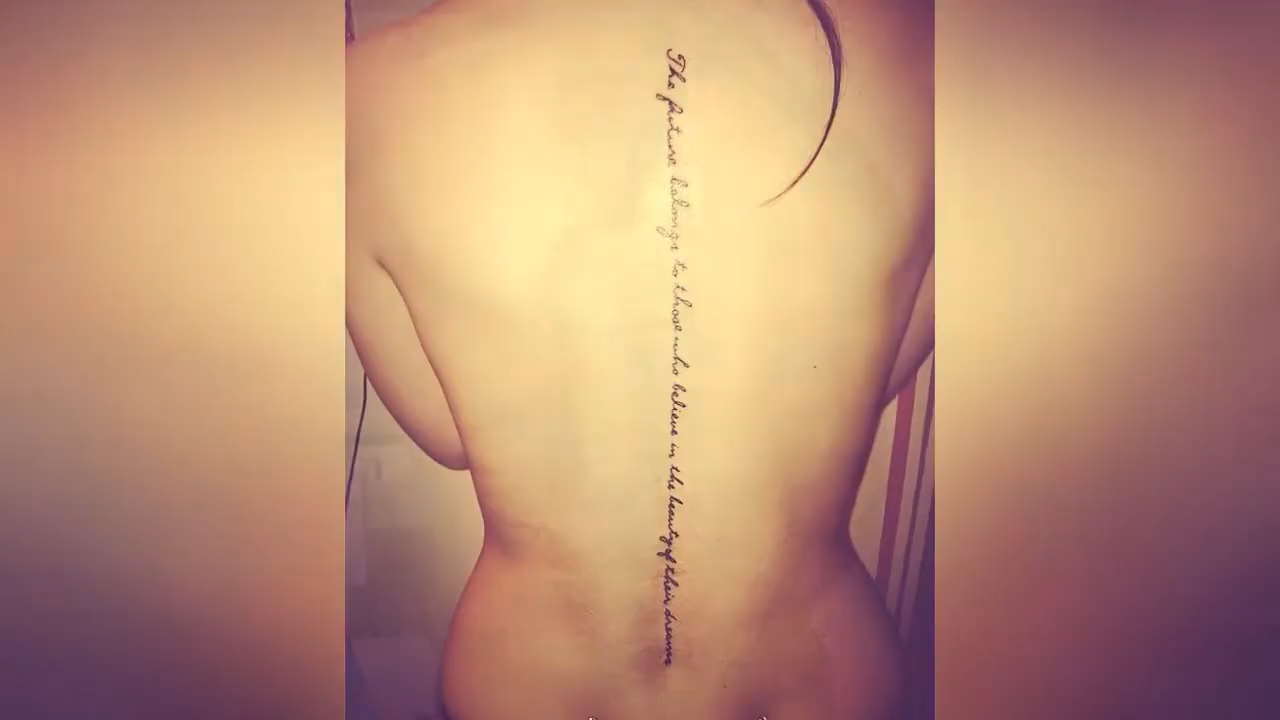 The future belongs to those who believe in the beauty of their dreams